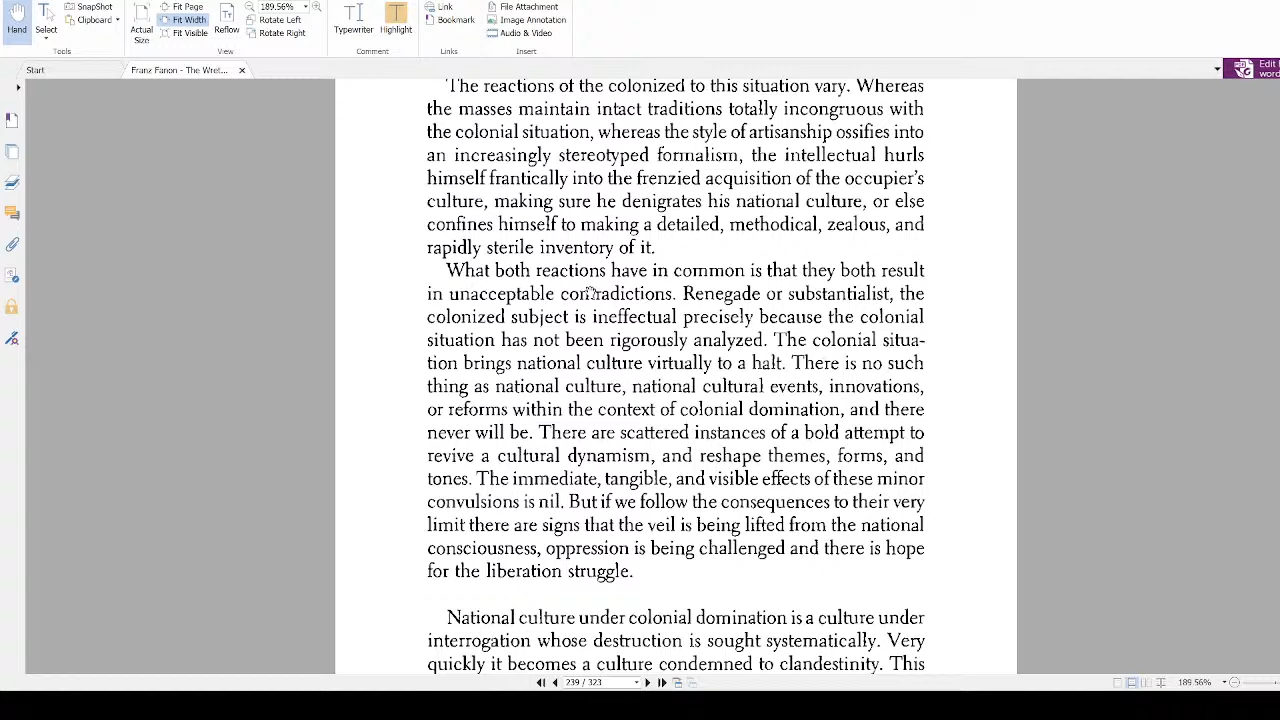 Hand
Select
SnapShot
Clipboard
Tools
Actual
Size
Fit Page
Fit Width
Fit Visible
Reflow
189.56%
Rotate Left
Rotate Right
View
Typewriter
Highlight
Comment
Link
Bookmark
Links
File Attachment
Image Annotation
Audio & Video
Insert
Start
Franz Fanon - The Wret...
Edit
word
The reactions of the colonized to this situation vary. Whereas
the masses maintain intact traditions totally incongruous with
the colonial situation, whereas the style of artisanship ossifies into
an increasingly stereotyped formalism, the intellectual hurls
himself frantically into the frenzied acquisition of the occupier's
culture, making sure he denigrates his national culture, or else
confines himself to making a detailed, methodical, zealous, and
rapidly sterile inventory of it.
What both reactions have in common is that they both result
in unacceptable contradictions. Renegade or substantialist, the
colonized subject is ineffectual precisely because the colonial
situation has not been rigorously analyzed. The colonial situa-
tion brings national culture virtually to a halt. There is no such
thing as national culture, national cultural events, innovations,
or reforms within the context of colonial domination, and there
never will be. There are scattered instances of a bold attempt to
revive a cultural dynamism, and reshape themes, forms, and
tones. The immediate, tangible, and visible effects of these minor
convulsions is nil. But if we follow the consequences to their very
limit there are signs that the veil is being lifted from the national
consciousness, oppression is being challenged and there is hope
for the liberation struggle.
National culture under colonial domination is a culture under
interrogation whose destruction is sought systematically. Very
quickly it becomes a culture condemned to clandestinity. This
239 / 323
189.56%